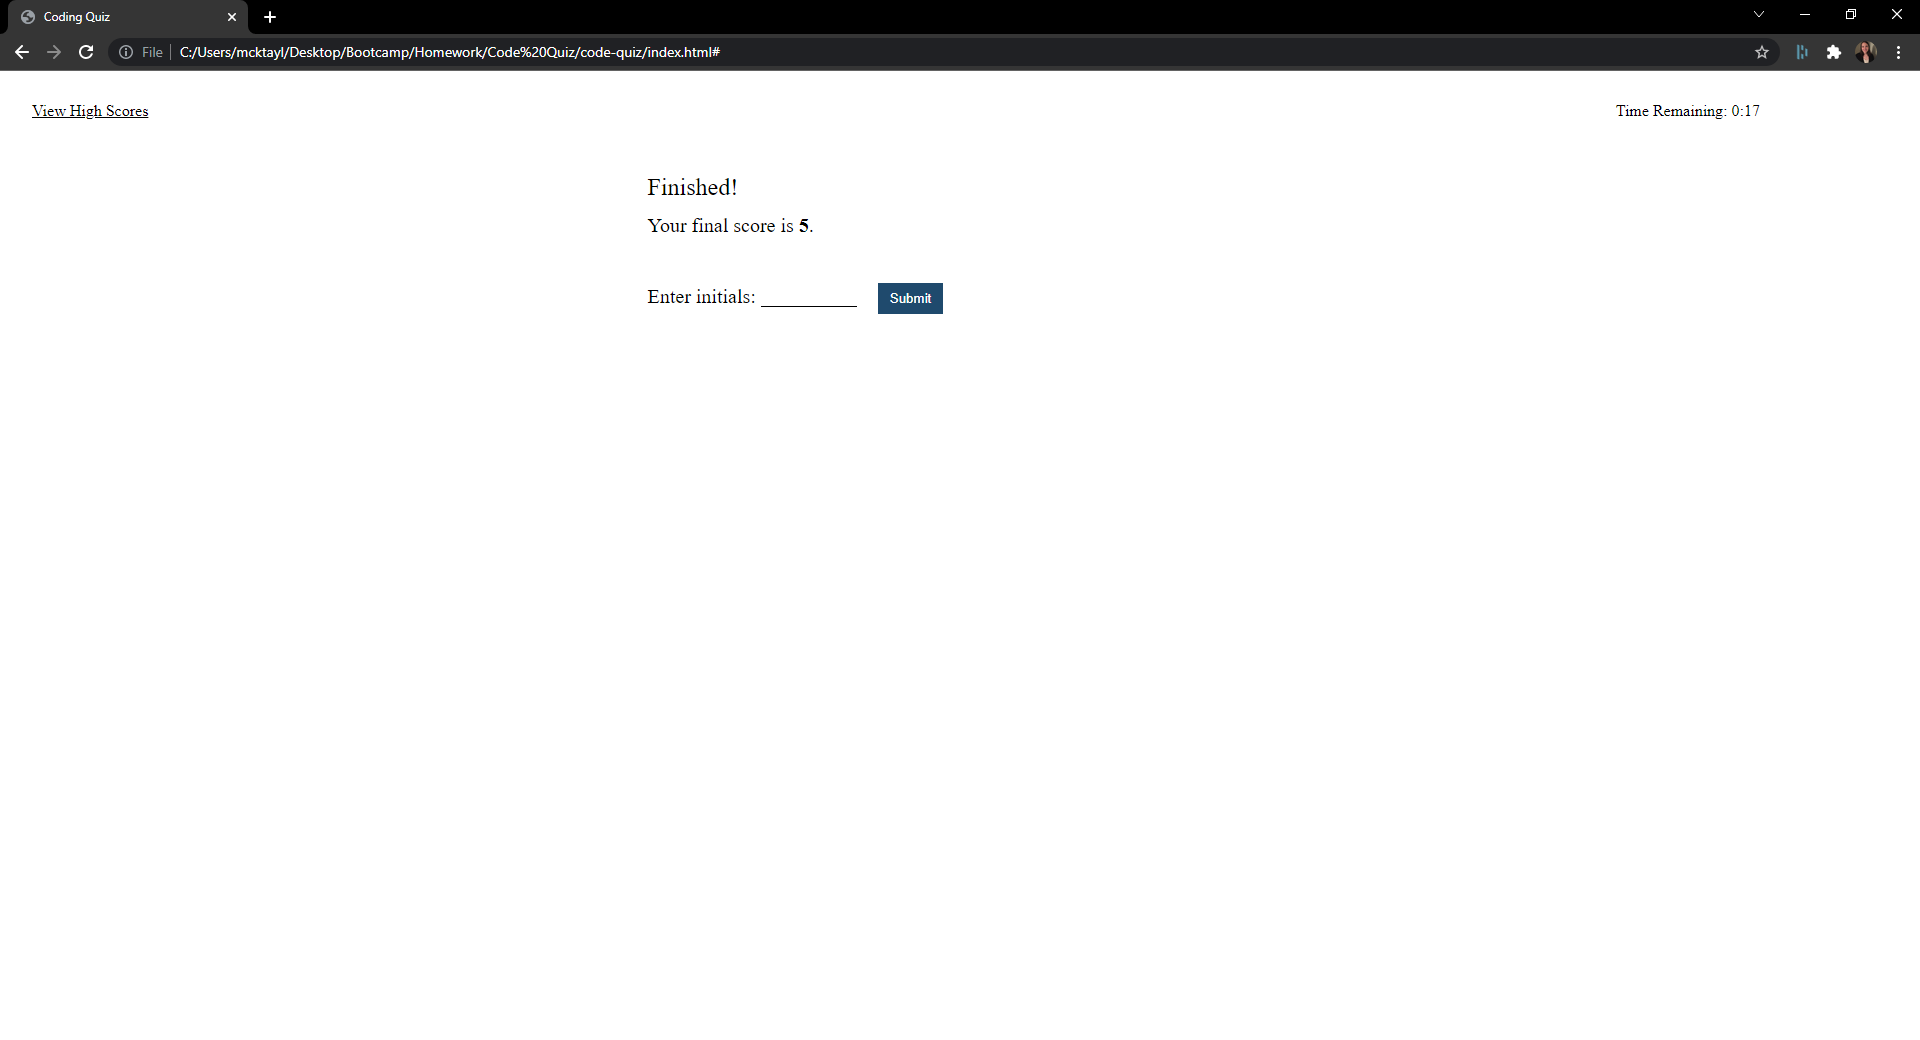 Coding Quiz
File
C:/Users/mcktayl/Desktop/Bootcamp/Homework/Code%20Quiz/code-quiz/index.html#
View High Scores
Time Remaining: 0:17
Finished!
Your final score is 5.
Enter initials:
Submit